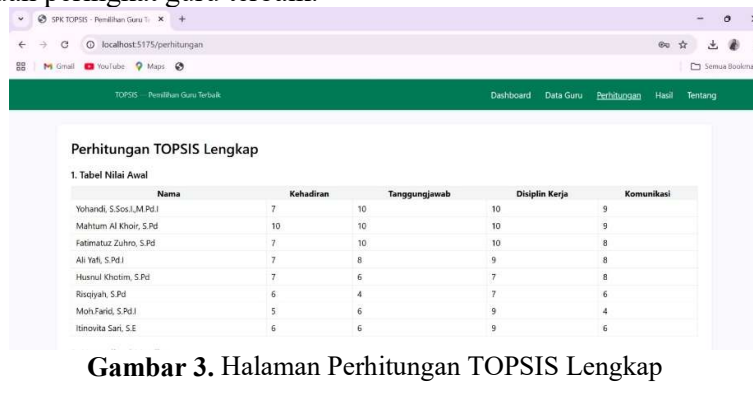 SPK TOPSIS - Pemilihan Guru Te
localhost:5175/perhitungan
Gmail YouTube Maps Semua Bookma
TOPSIS — Pemilihan Guru Terbaik Dashboard Data Guru Perhitungan Hasil Tentang
Perhitungan TOPSIS Lengkap
1. Tabel Nilai Awal
Nama Kehadiran Tanggungjawab Disiplin Kerja Komunikasi
Yohandi, S.Sos.I.,M.Pd.I 7 10 10 9
Mahtum Al Khoir, S.Pd 10 10 10 9
Fatimatuz Zuhro, S.Pd 7 10 10 8
Ali Yafi, S.Pd.I 7 8 9 8
Husnul Khotim, S.Pd 7 6 7 8
Risqiyah, S.Pd 6 4 7 6
Moh.Farid, S.Pd.I 5 6 9 4
Itinovita Sari, S.E 6 6 9 6
Gambar 3. Halaman Perhitungan TOPSIS Lengkap